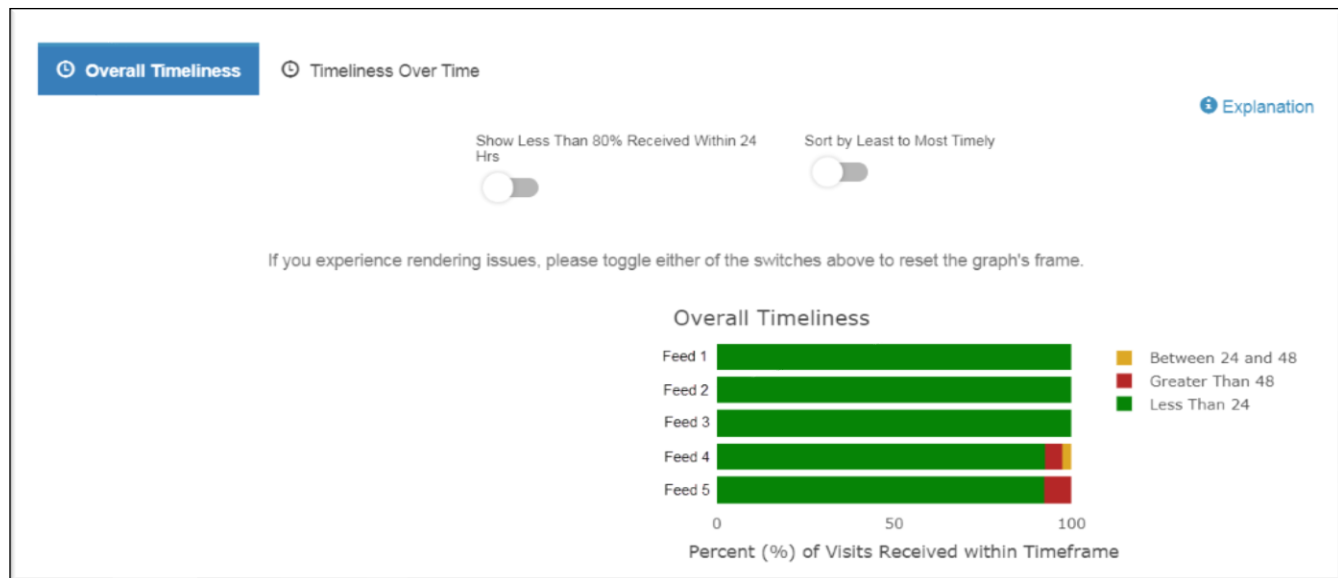 Overall Timeliness
Timeliness Over Time
Explanation
Show Less Than 80% Received Within 24
Hrs
Sort by Least to Most Timely
If you experience rendering issues, please toggle either of the switches above to reset the graph's frame.
Overall Timeliness
Feed 1
Feed 2
Feed 3
Feed 4
Feed 5
0
50
100
Percent (%) of Visits Received within Timeframe
Between 24 and 48
Greater Than 48
Less Than 24